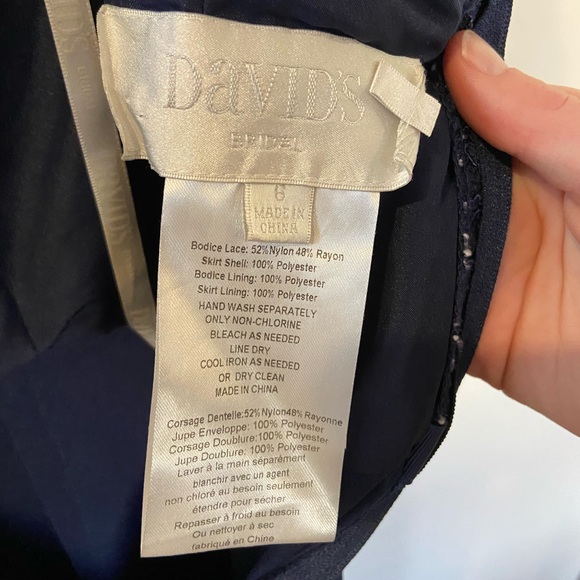 DaVID'S
BRIDAL
6
MADE IN
CHINA
Bodice Lace: 52%Nylon 48% Rayon
Skirt Shell: 100% Polyester
Bodice Lining: 100% Polyester
Skirt Lining: 100% Polyester
HAND WASH SEPARATELY
ONLY NON-CHLORINE
BLEACH AS NEEDED
LINE DRY
COOL IRON AS NEEDED
OR DRY CLEAN
MADE IN CHINA
Corsage Dentelle:52%Nylon48% Rayonne
Jupe Enveloppe: 100% Polyester
Corsage Doublure:100% Polyester
Jupe Doublure: 100% Polyester
Laver à la main séparément
blanchir avec un agent
non chloré au besoin seulement
étendre pour sécher
Repasser à froid au besoin
Ou nettoyer à sec
fabriqué en Chine